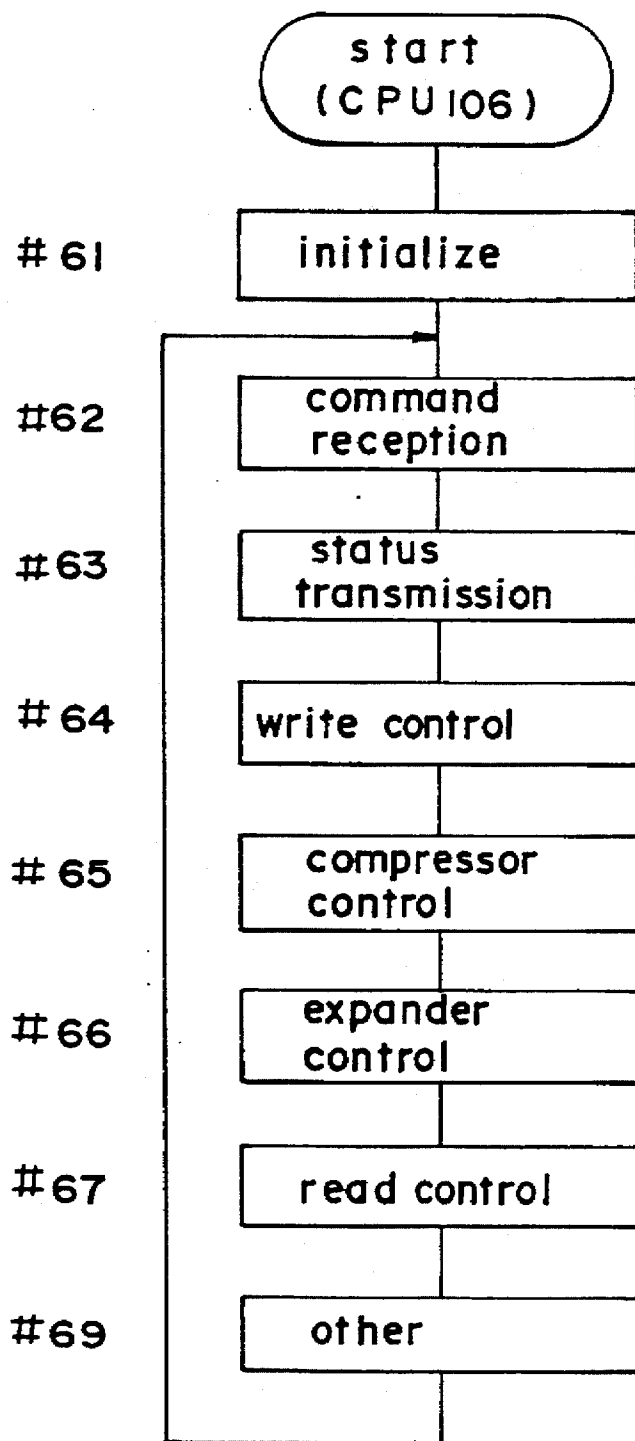 start
(CPU106)
#61 initialize
#62 command
reception
#63 status
transmission
#64 write control
#65 compressor
control
#66 expander
control
#67 read control
#69 other